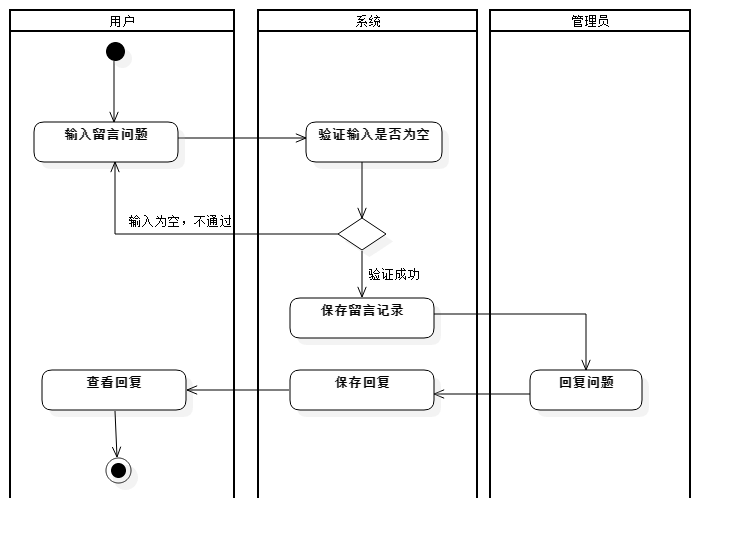 用户
系统
管理员
输入留言问题
验证输入是否为空
输入为空，不通过
验证成功
保存留言记录
查看回复
保存回复
回复问题